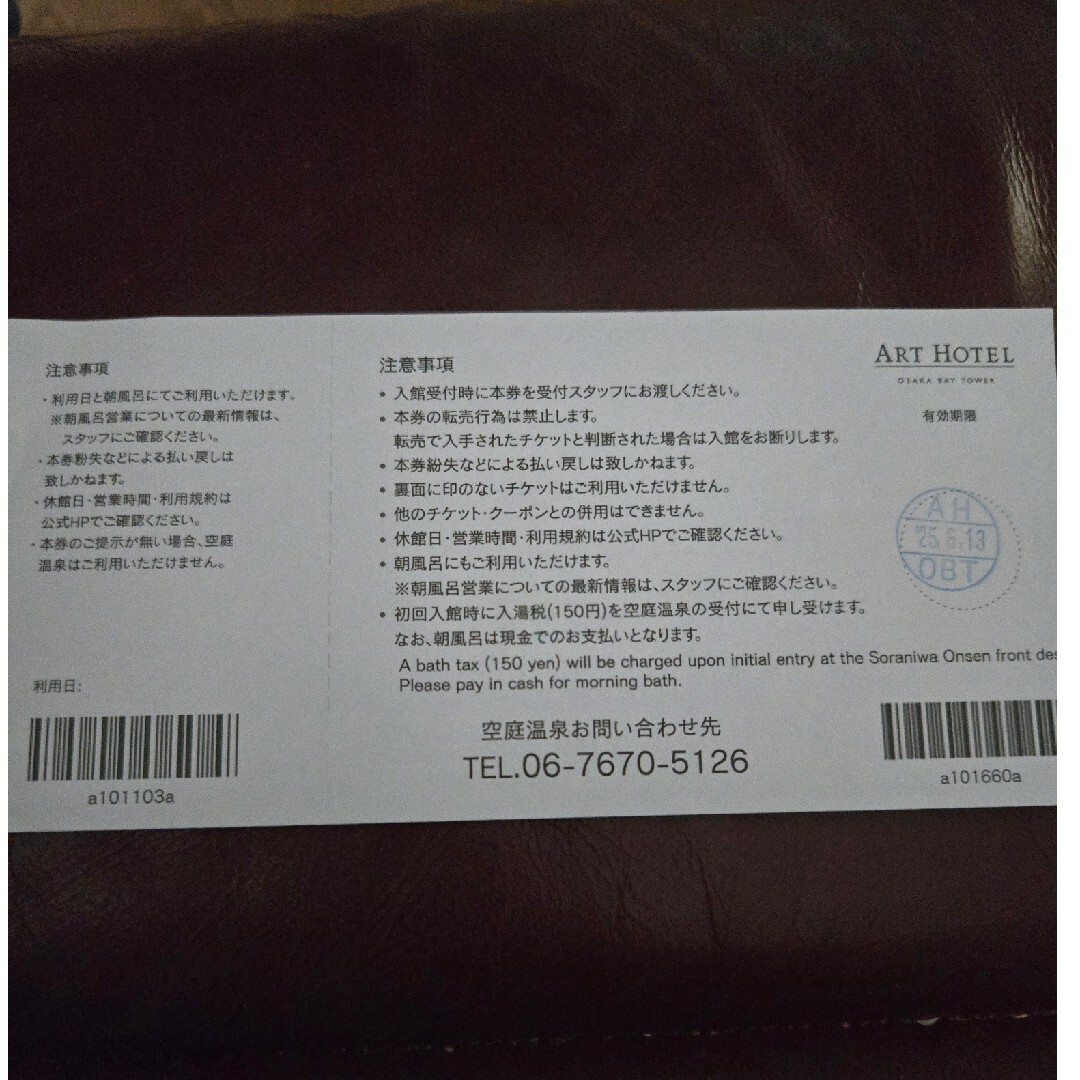 注意事項
・利用日と朝風呂にてご利用いただけます。
※朝風呂営業についての最新情報は、
スタッフにご確認ください。
・本券紛失などによる払い戻しは
致しかねます。
・休館日・営業時間・利用規約は
公式HPでご確認ください。
・本券のご提示が無い場合、空庭
温泉はご利用いただけません。
利用日:
a101103a
注意事項
• 入館受付時に本券を受付スタッフにお渡しください。
• 本券の転売行為は禁止します。
転売で入手されたチケットと判断された場合は入館をお断りします。
• 本券紛失などによる払い戻しは致しかねます。
• 裏面に印のないチケットはご利用いただけません。
• 他のチケット・クーポンとの併用はできません。
• 休館日・営業時間・利用規約は公式HPでご確認ください。
• 朝風呂にもご利用いただけます。
※朝風呂営業についての最新情報は、スタッフにご確認ください。
• 初回入館時に入湯税(150円)を空庭温泉の受付にて申し受けます。
なお、朝風呂は現金でのお支払いとなります。
A bath tax (150 yen) will be charged upon initial entry at the Soraniwa Onsen front des
Please pay in cash for morning bath.
空庭温泉お問い合わせ先
TEL.06-7670-5126
ART HOTEL
OSAKA BAY TOWER
有効期限
AH
'25.6.13
OBT
a101660a